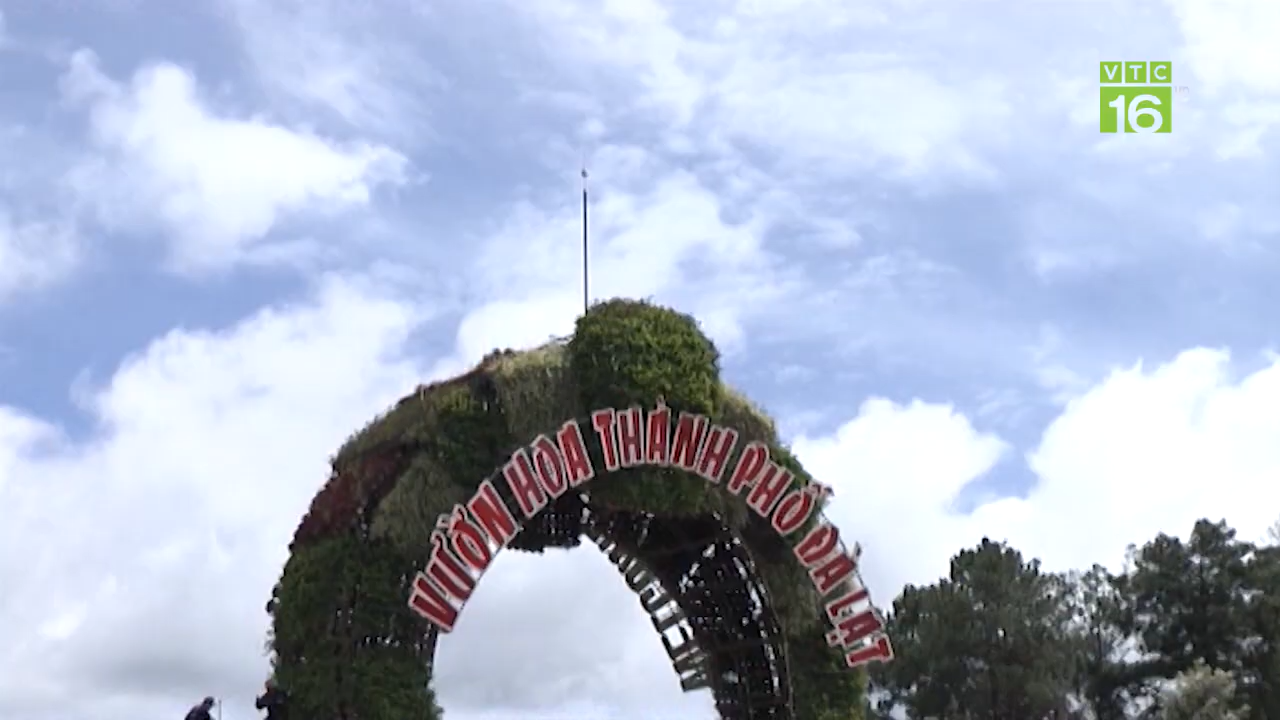 VTC
16
VƯỜN HOA THÀNH PHỐ ĐÀ LẠT